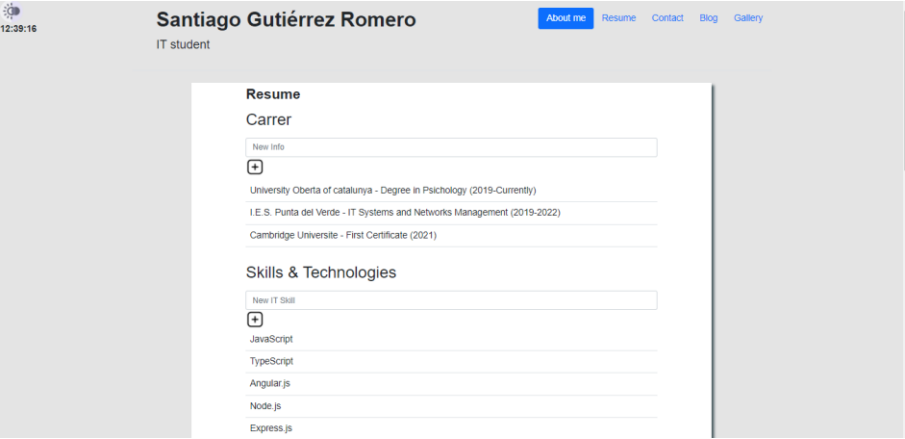 12:39:16
Santiago Gutiérrez Romero
IT student
About me Resume Contact Blog Gallery
Resume
Carrer
New Info
University Oberta of catalunya - Degree in Psichology (2019-Currently)
I.E.S. Punta del Verde - IT Systems and Networks Management (2019-2022)
Cambridge Universite - First Certificate (2021)
Skills & Technologies
New IT Skill
JavaScript
TypeScript
Angular.js
Node.js
Express.js